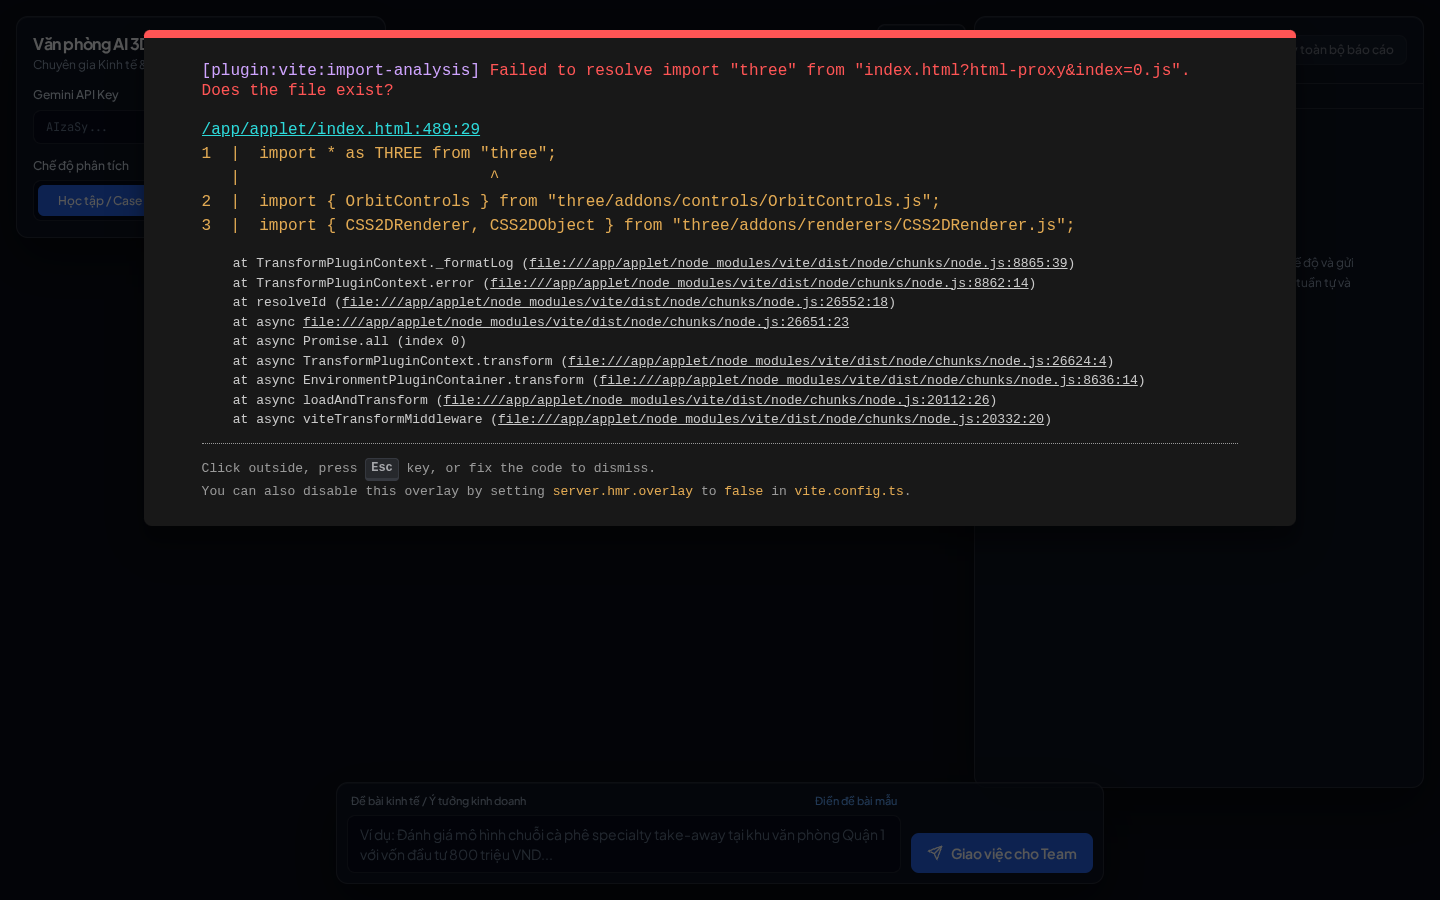 Văn phòng AI 3D
Chuyên gia Kinh tế &
Gemini API Key
AIzaSy...
Chế độ phân tích
Học tập / Case
toàn bộ báo cáo
[plugin:vite:import-analysis] Failed to resolve import "three" from "index.html?html-proxy&index=0.js".
Does the file exist?
/app/applet/index.html:489:29
1  |  import * as THREE from "three";
   |                          ^
2  |  import { OrbitControls } from "three/addons/controls/OrbitControls.js";
3  |  import { CSS2DRenderer, CSS2DObject } from "three/addons/renderers/CSS2DRenderer.js";
at TransformPluginContext._formatLog (file:///app/applet/node_modules/vite/dist/node/chunks/node.js:8865:39)
at TransformPluginContext.error (file:///app/applet/node_modules/vite/dist/node/chunks/node.js:8862:14)
at resolveId (file:///app/applet/node_modules/vite/dist/node/chunks/node.js:26552:18)
at async file:///app/applet/node_modules/vite/dist/node/chunks/node.js:26651:23
at async Promise.all (index 0)
at async TransformPluginContext.transform (file:///app/applet/node_modules/vite/dist/node/chunks/node.js:26624:4)
at async EnvironmentPluginContainer.transform (file:///app/applet/node_modules/vite/dist/node/chunks/node.js:8636:14)
at async loadAndTransform (file:///app/applet/node_modules/vite/dist/node/chunks/node.js:20112:26)
at async viteTransformMiddleware (file:///app/applet/node_modules/vite/dist/node/chunks/node.js:20332:20)
Click outside, press Esc key, or fix the code to dismiss.
You can also disable this overlay by setting server.hmr.overlay to false in vite.config.ts.
độ và gửi
tuần tự và
Đề bài kinh tế / Ý tưởng kinh doanh
Điền đề bài mẫu
Ví dụ: Đánh giá mô hình chuỗi cà phê specialty take-away tại khu văn phòng Quận 1
với vốn đầu tư 800 triệu VND...
Giao việc cho Team